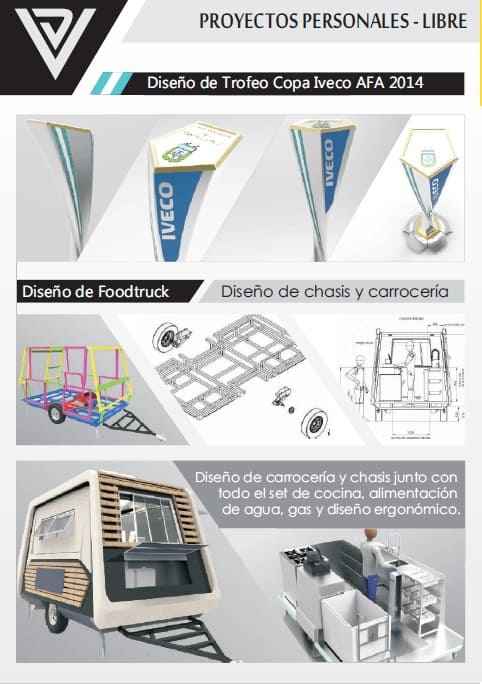 PROYECTOS PERSONALES - LIBRE
Diseño de Trofeo Copa Iveco AFA 2014
IVECO
IVECO
IVECO
Diseño de Foodtruck
Diseño de chasis y carrocería
Diseño de carrocería y chasis junto con
todo el set de cocina, alimentación
de agua, gas y diseño ergonómico.